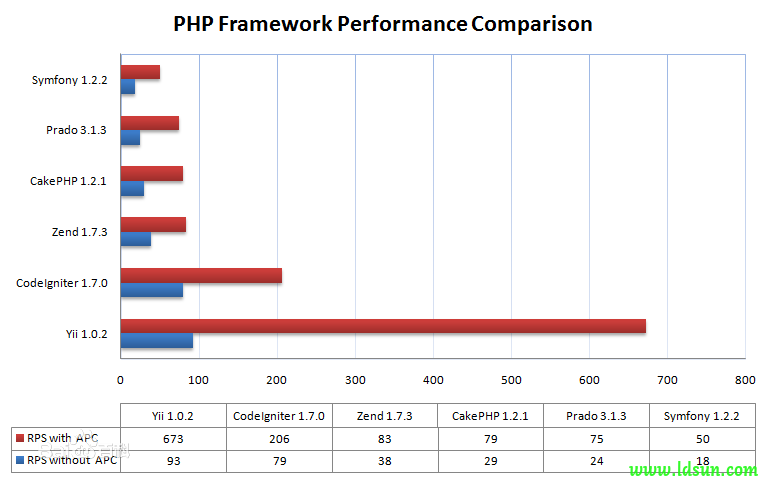 PHP Framework Performance Comparison
Symfony 1.2.2
Prado 3.1.3
CakePHP 1.2.1
Zend 1.7.3
CodeIgniter 1.7.0
Yii 1.0.2
0 100 200 300 400 500 600 700 800
Yii 1.0.2 CodeIgniter 1.7.0 Zend 1.7.3 CakePHP 1.2.1 Prado 3.1.3 Symfony 1.2.2
RPS with APC 673 206 83 79 75 50
RPS without APC 93 79 38 29 24 18
www.ldsun.com